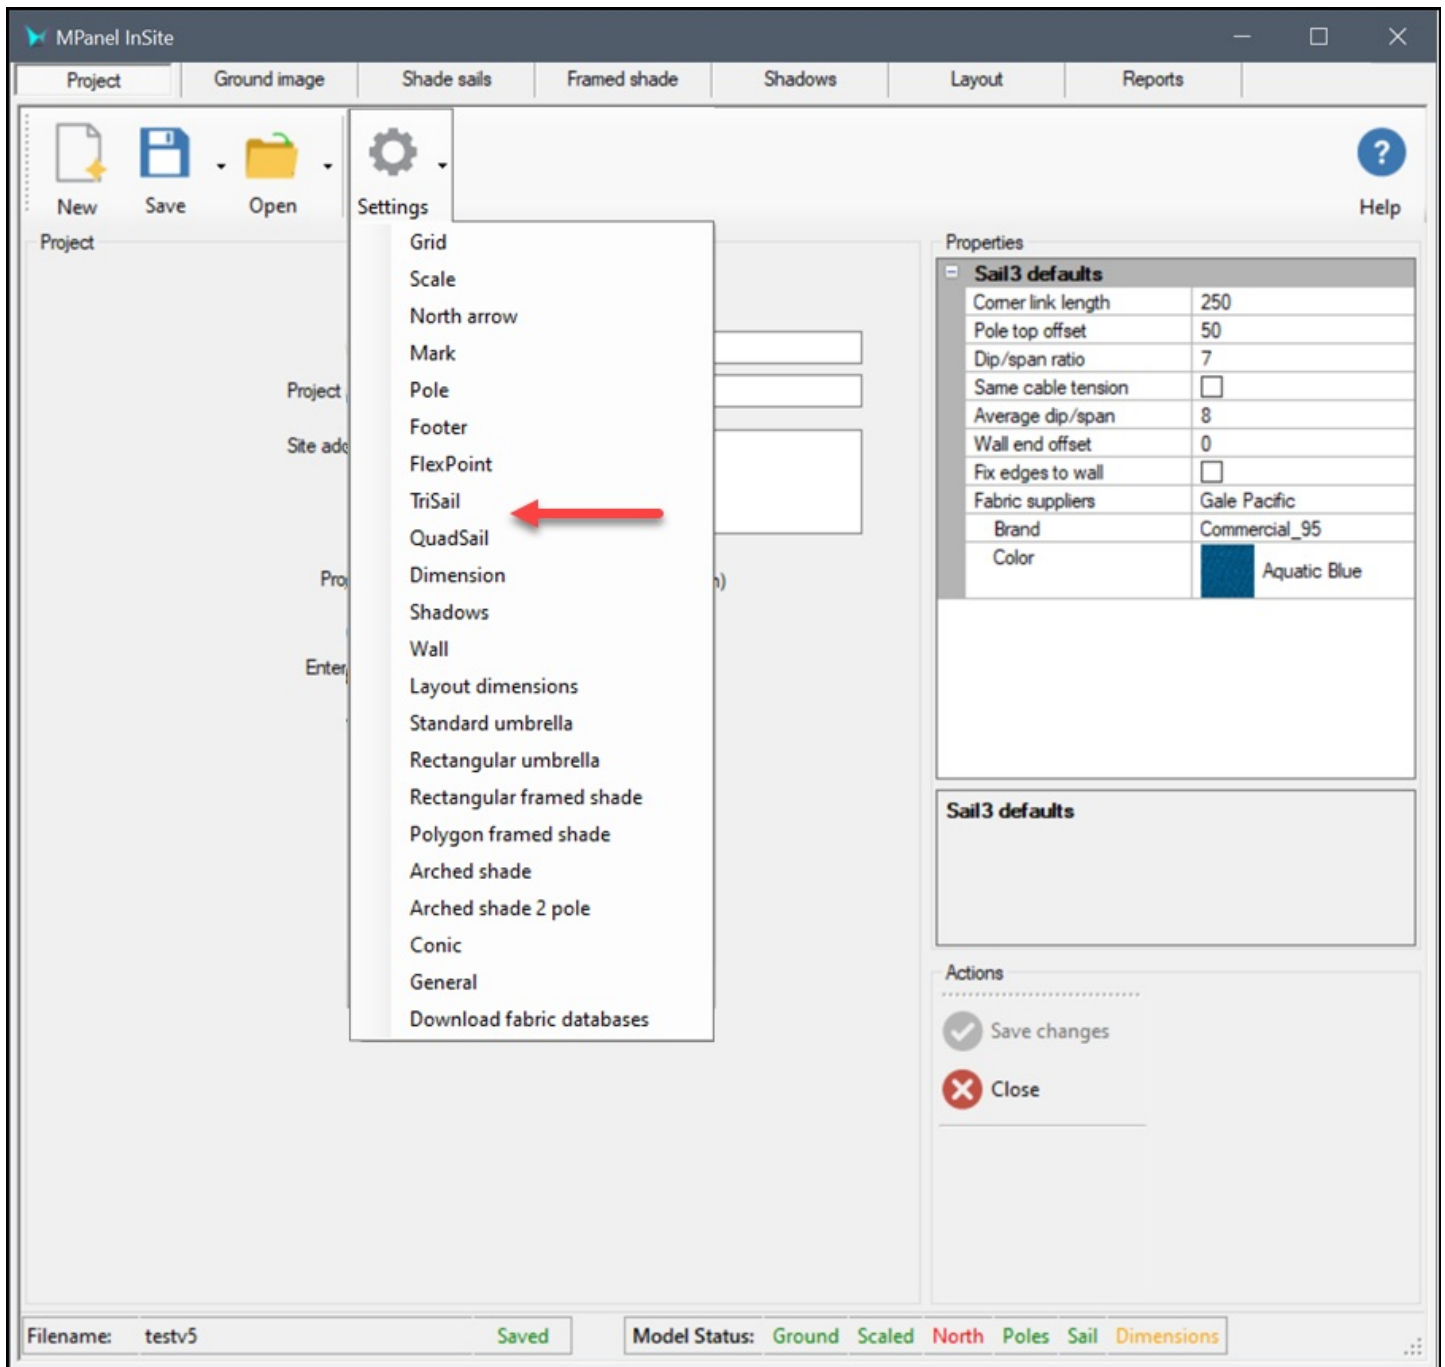 MPanel InSite
Project Ground image Shade sails Framed shade Shadows Layout Reports
New Save Open Settings Help
Project
Project
Site add
Pro
Enter
n)
Grid
Scale
North arrow
Mark
Pole
Footer
FlexPoint
TriSail
QuadSail
Dimension
Shadows
Wall
Layout dimensions
Standard umbrella
Rectangular umbrella
Rectangular framed shade
Polygon framed shade
Arched shade
Arched shade 2 pole
Conic
General
Download fabric databases
Properties
Sail3 defaults
Corner link length 250
Pole top offset 50
Dip/span ratio 7
Same cable tension
Average dip/span 8
Wall end offset 0
Fix edges to wall
Fabric suppliers Gale Pacific
Brand Commercial_95
Color Aquatic Blue
Sail3 defaults
Actions
Save changes
Close
Filename: testv5 Saved Model Status: Ground Scaled North Poles Sail Dimensions